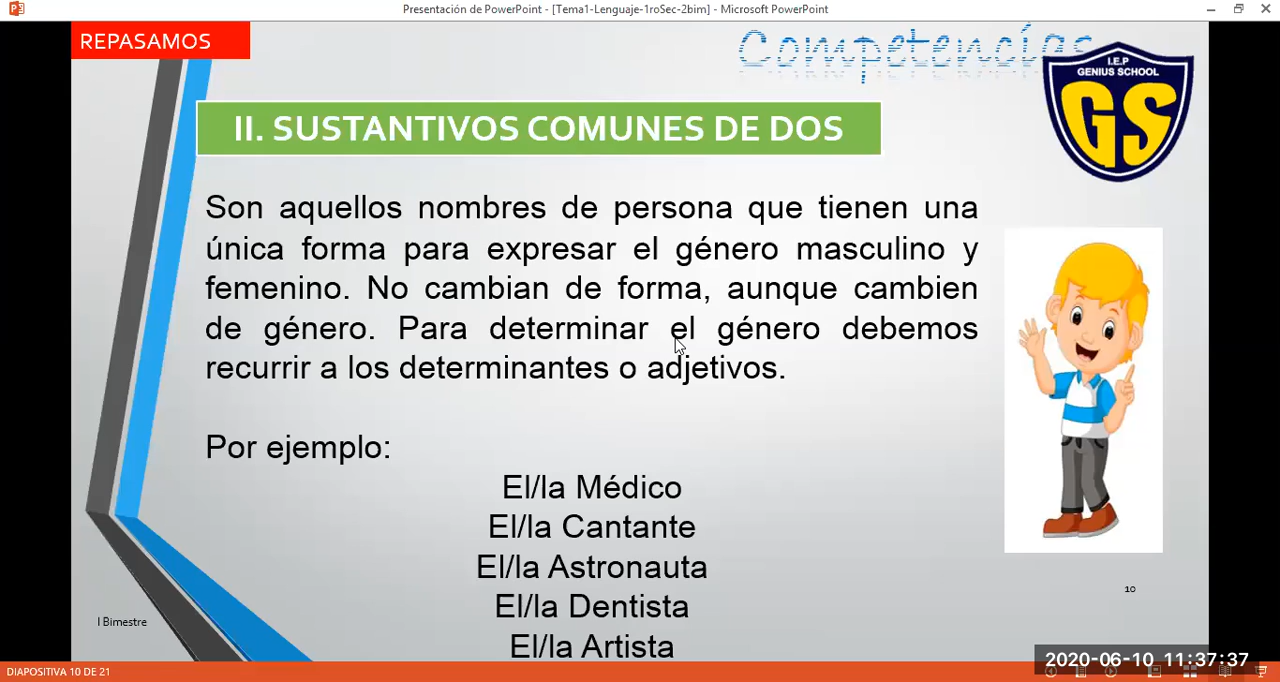 Presentación de PowerPoint - [Tema1-Lenguaje-1roSec-2bim] - Microsoft PowerPoint
REPASAMOS
Competencias
I.E.P
GENIUS SCHOOL
GS
II. SUSTANTIVOS COMUNES DE DOS
Son aquellos nombres de persona que tienen una
única forma para expresar el género masculino y
femenino. No cambian de forma, aunque cambien
de género. Para determinar el género debemos
recurrir a los determinantes o adjetivos.
Por ejemplo:
El/la Médico
El/la Cantante
El/la Astronauta
El/la Dentista
El/la Artista
10
I Bimestre
DIAPOSITIVA 10 DE 21
2020-06-10 11:37:37